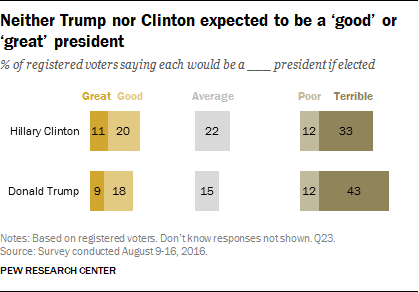 Neither Trump nor Clinton expected to be a ‘good’ or
‘great’ president
% of registered voters saying each would be a ____ president if elected
Great Good Average Poor Terrible
Hillary Clinton 11 20 22 12 33
Donald Trump 9 18 15 12 43
Notes: Based on registered voters. Don’t know responses not shown. Q23.
Source: Survey conducted August 9-16, 2016.
PEW RESEARCH CENTER